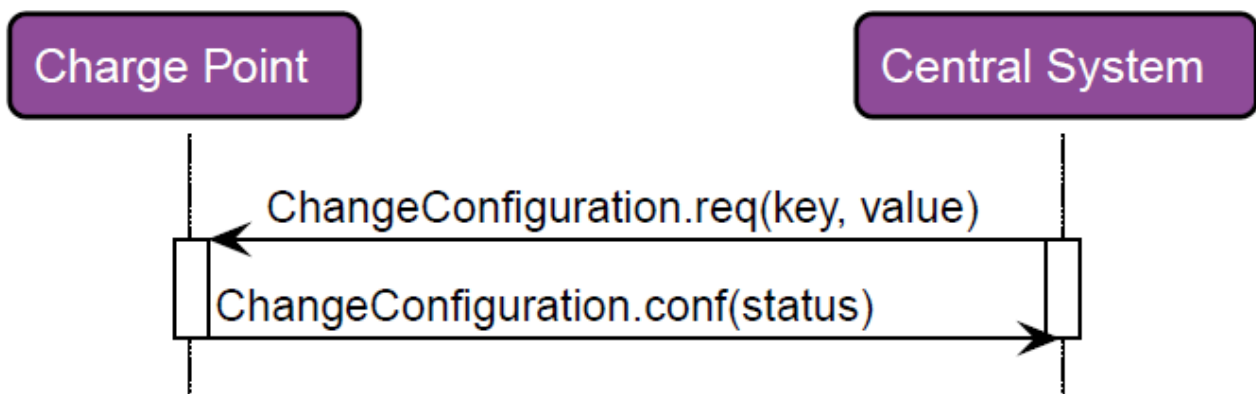 Charge Point
Central System
ChangeConfiguration.req(key, value)
ChangeConfiguration.conf(status)